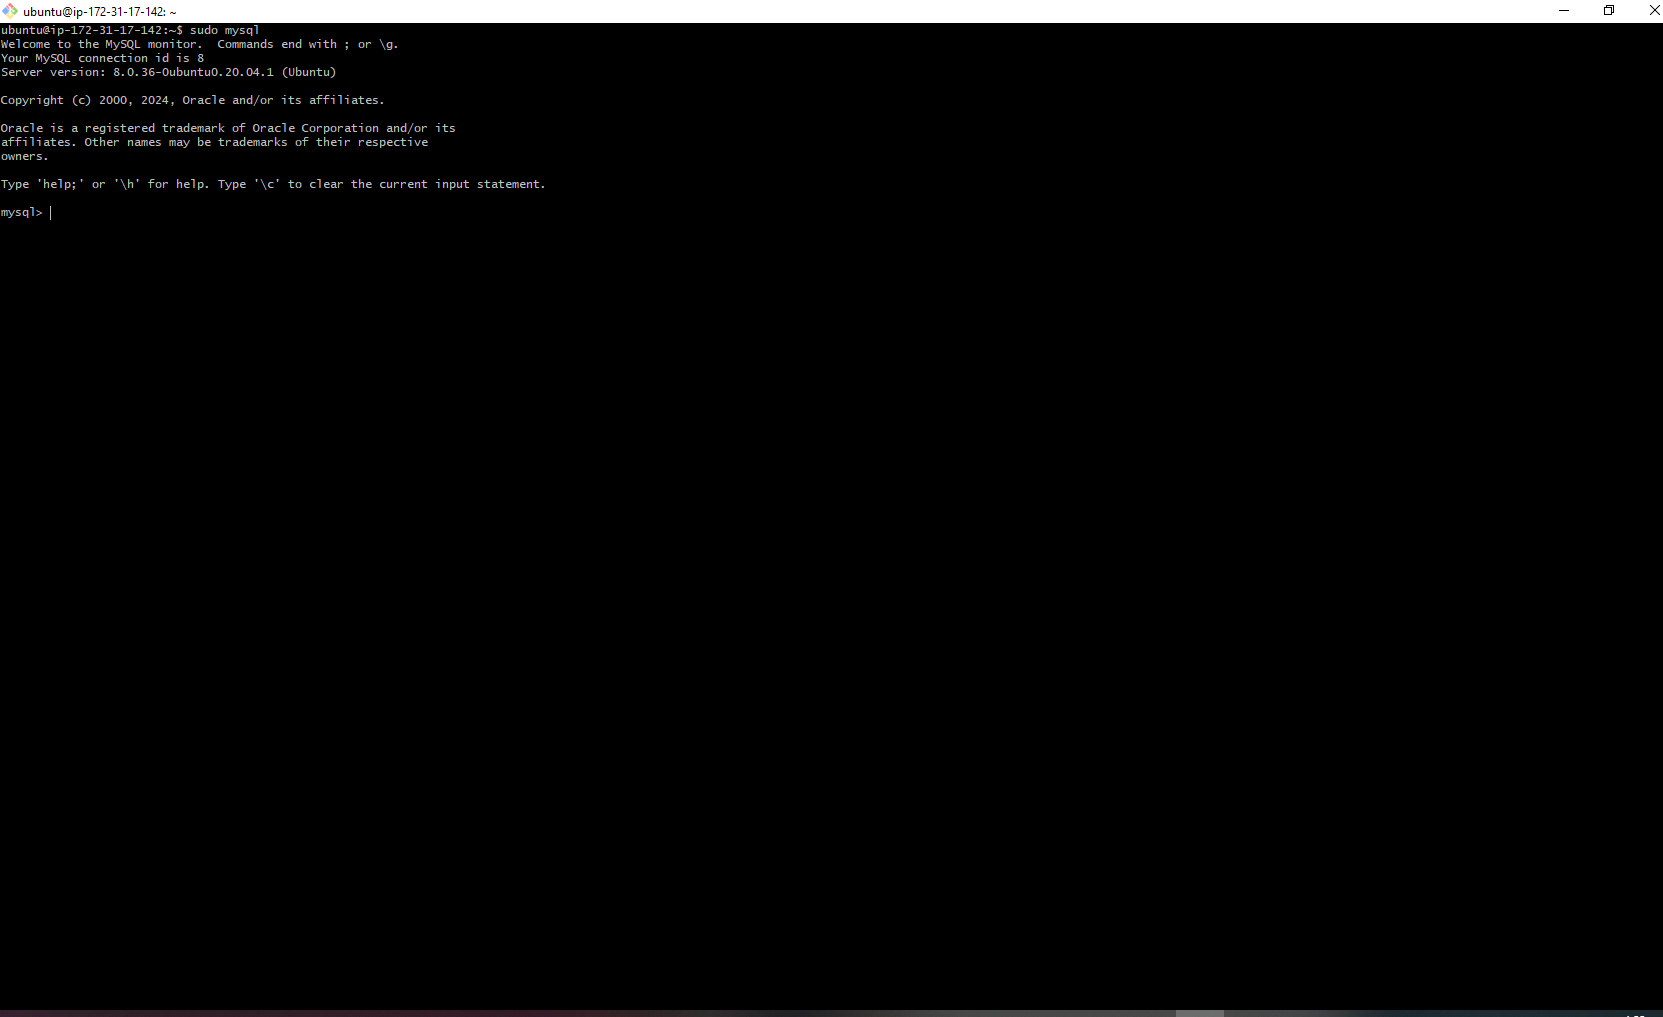 ubuntu@ip-172-31-17-142: ~
ubuntu@ip-172-31-17-142:~$ sudo mysql
Welcome to the MySQL monitor.  Commands end with ; or \g.
Your MySQL connection id is 8
Server version: 8.0.36-0ubuntu0.20.04.1 (Ubuntu)
Copyright (c) 2000, 2024, Oracle and/or its affiliates.
Oracle is a registered trademark of Oracle Corporation and/or its
affiliates. Other names may be trademarks of their respective
owners.
Type 'help;' or '\h' for help. Type '\c' to clear the current input statement.
mysql>